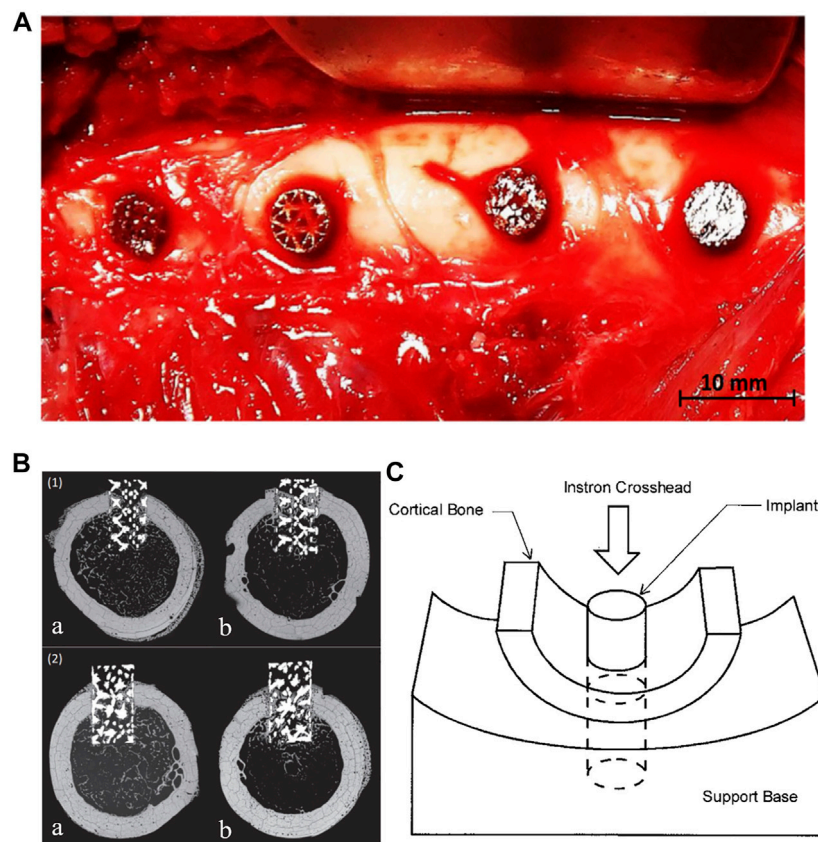 A
10 mm
B
(1)
a
b
(2)
a
b
C
Instron Crosshead
Cortical Bone
Implant
Support Base